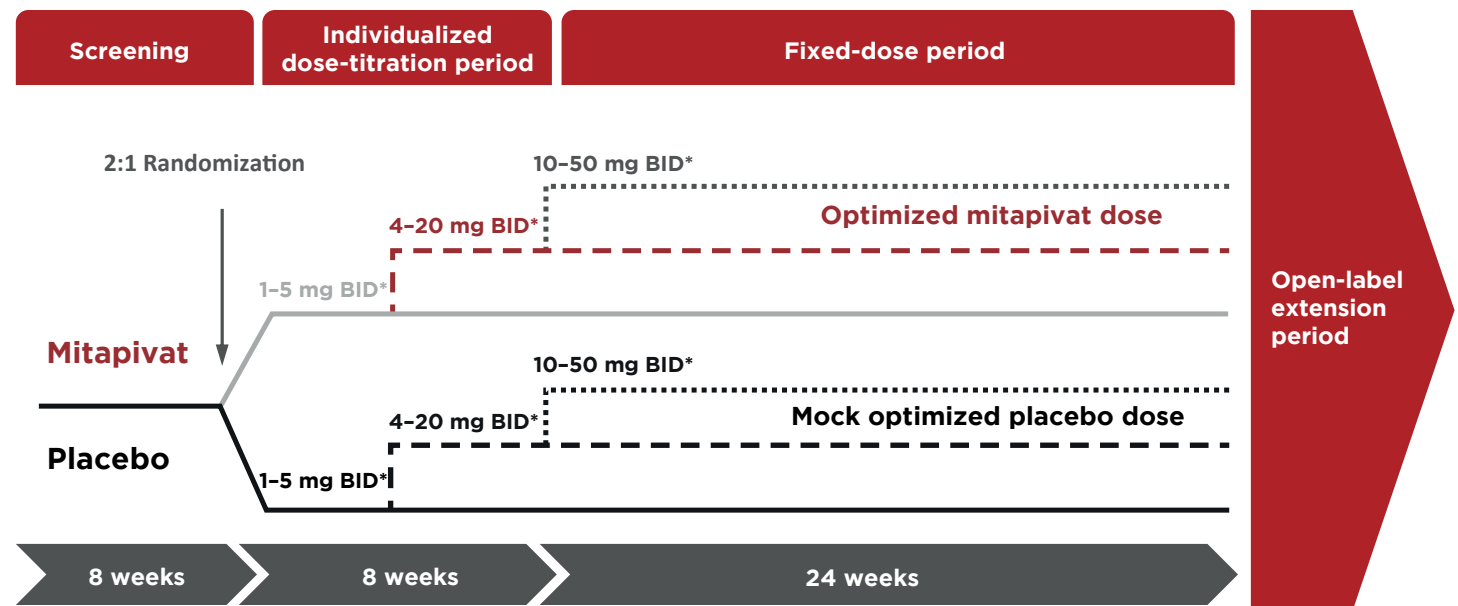 Screening
Individualized
dose-titration period
Fixed-dose period
2:1 Randomization
10–50 mg BID*
4–20 mg BID*
Optimized mitapivat dose
1–5 mg BID*
Open-label
extension
period
Mitapivat
10–50 mg BID*
4–20 mg BID*
Mock optimized placebo dose
Placebo
1–5 mg BID*
8 weeks
8 weeks
24 weeks